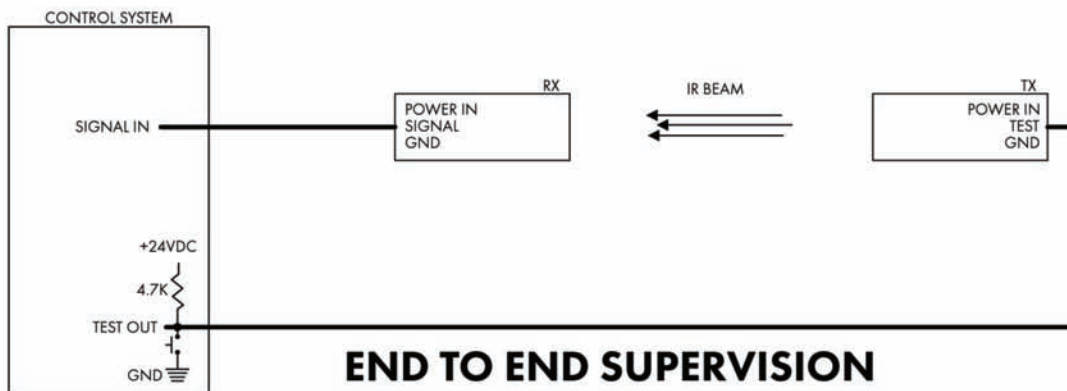 CONTROL SYSTEM
RX
IR BEAM
TX
POWER IN
SIGNAL
GND
POWER IN
TEST
GND
SIGNAL IN
+24VDC
4.7K
TEST OUT
GND
END TO END SUPERVISION